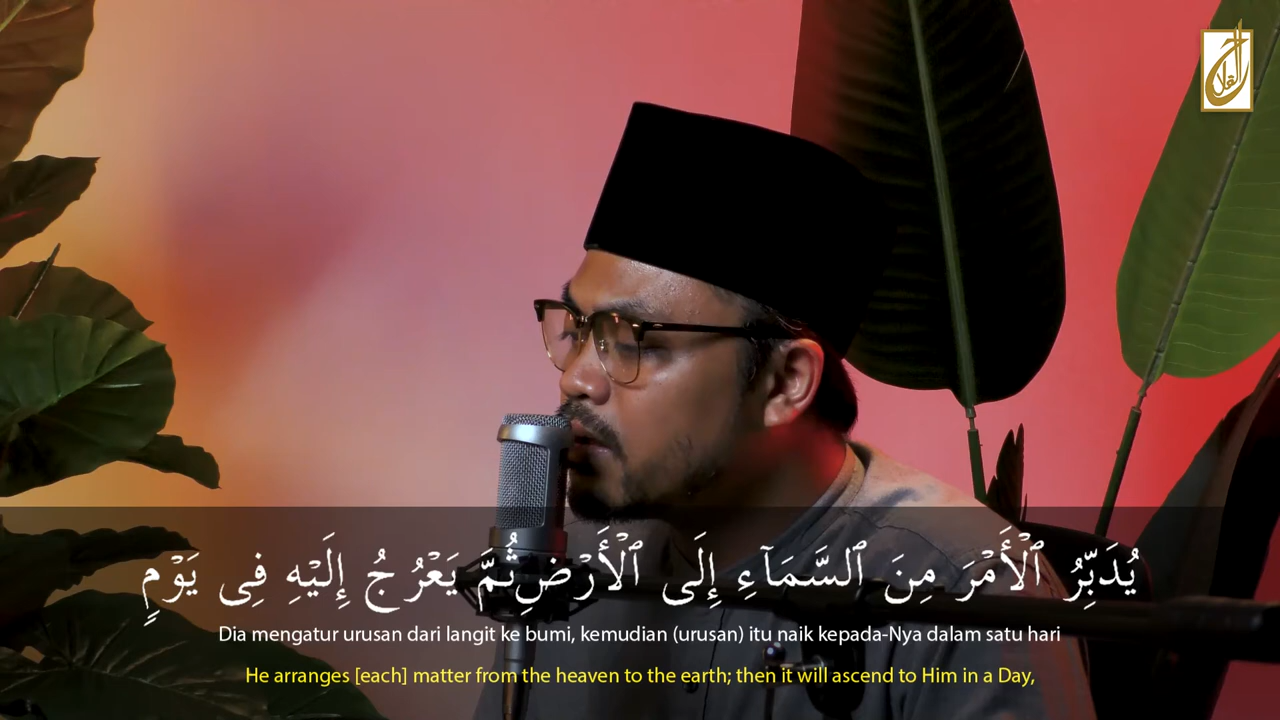 يُدَبِّرُ ٱلْأَمْرَ مِنَ ٱلسَّمَآءِ إِلَى ٱلْأَرْضِ ثُمَّ يَعْرُجُ إِلَيْهِ فِى يَوْمٍ
Dia mengatur urusan dari langit ke bumi, kemudian (urusan) itu naik kepada-Nya dalam satu hari
He arranges [each] matter from the heaven to the earth; then it will ascend to Him in a Day,